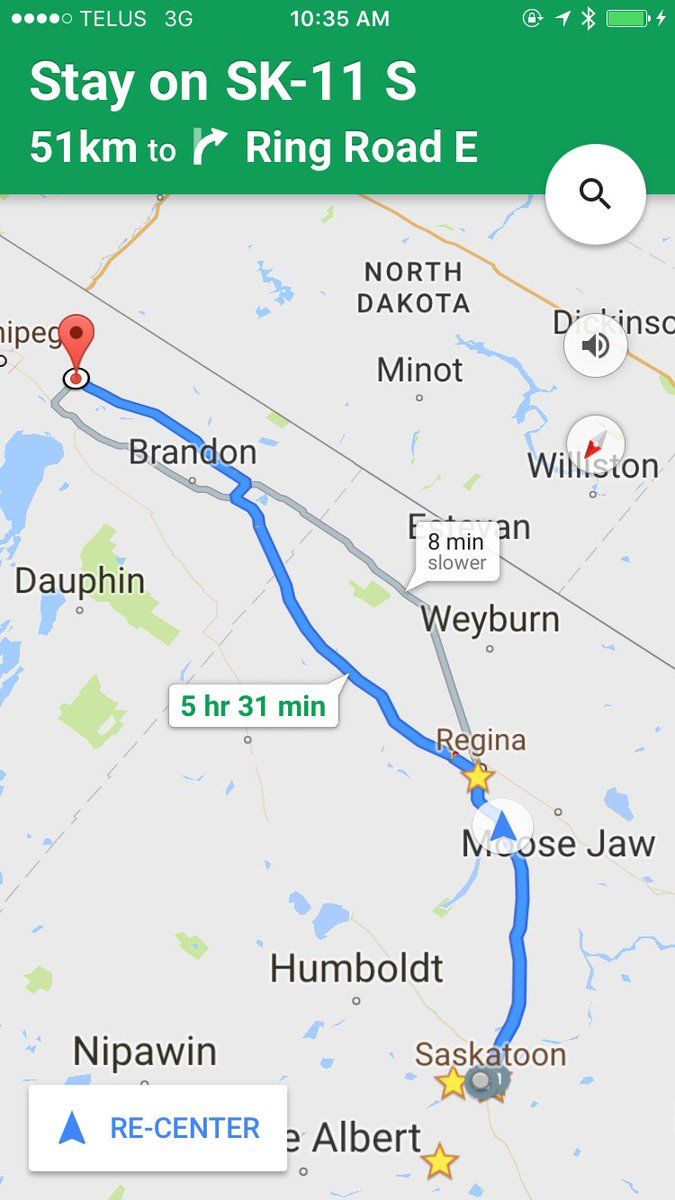 TELUS 3G 10:35 AM
Stay on SK-11 S
51km to Ring Road E
NORTH
DAKOTA
Dickinso
nipeg
Minot
Brandon
Williston
Estevan
8 min
slower
Dauphin
Weyburn
5 hr 31 min
Regina
Moose Jaw
Humboldt
Nipawin
Saskatoon
RE-CENTER
e Albert